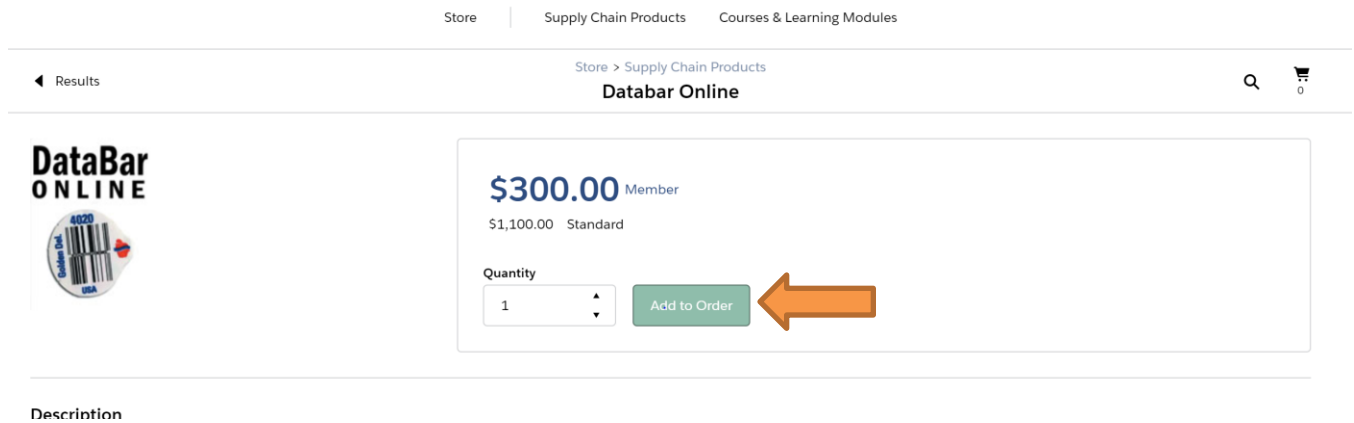 Store Supply Chain Products Courses & Learning Modules
Results
Store > Supply Chain Products
Databar Online
0
DataBar
ONLINE
4020
Golden Del.
USA
$300.00 Member
$1,100.00 Standard
Quantity
1
Add to Order
Description